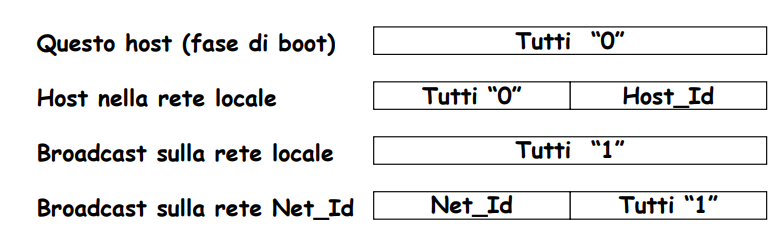 Questo host (fase di boot) Tutti “0”
Host nella rete locale Tutti “0” Host_Id
Broadcast sulla rete locale Tutti “1”
Broadcast sulla rete Net_Id Net_Id Tutti “1”